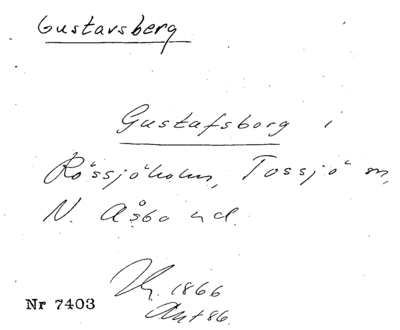 Gustavsberg
Gustafsborg i
Rössjöholm, Tossjö sn,
N. Åsbo hd.
1866
Nr 7403